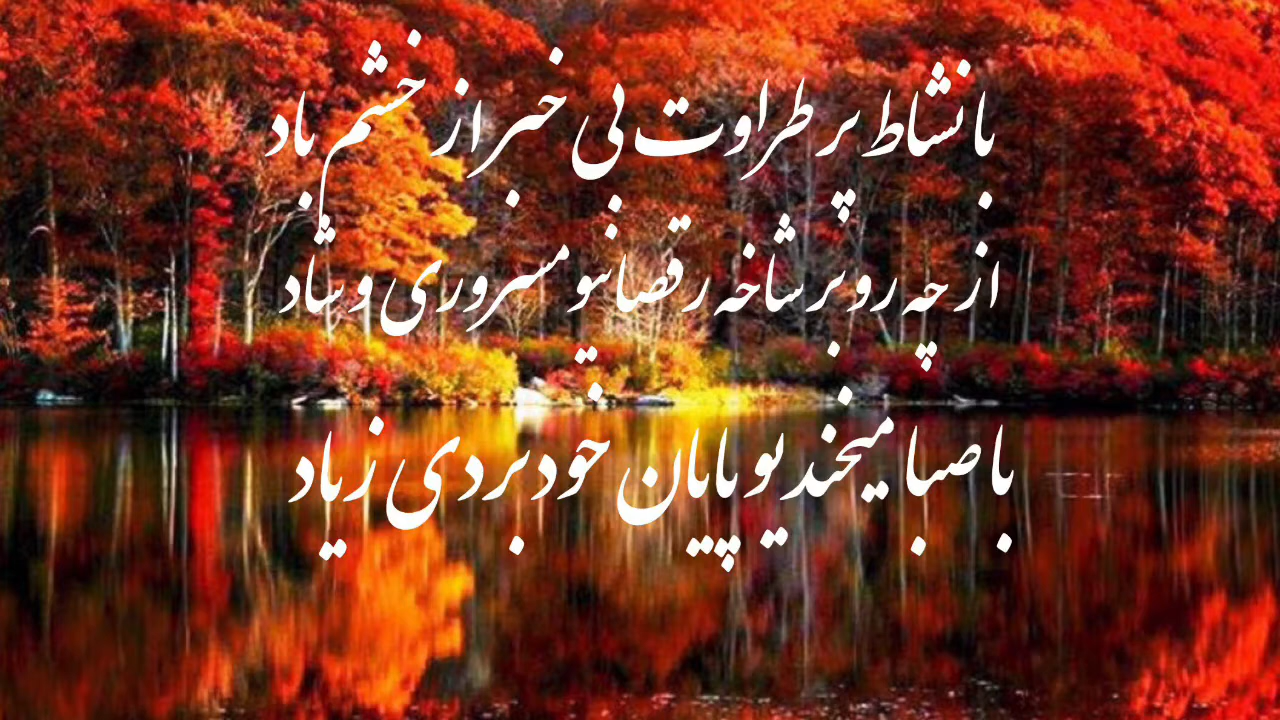 با نشاط پر طراوت بی خبر از خشم باد
از چه رو بر شاخه رقصانیو مسروری و شاد
با صبا میخندیو پایان خود بردی زیاد